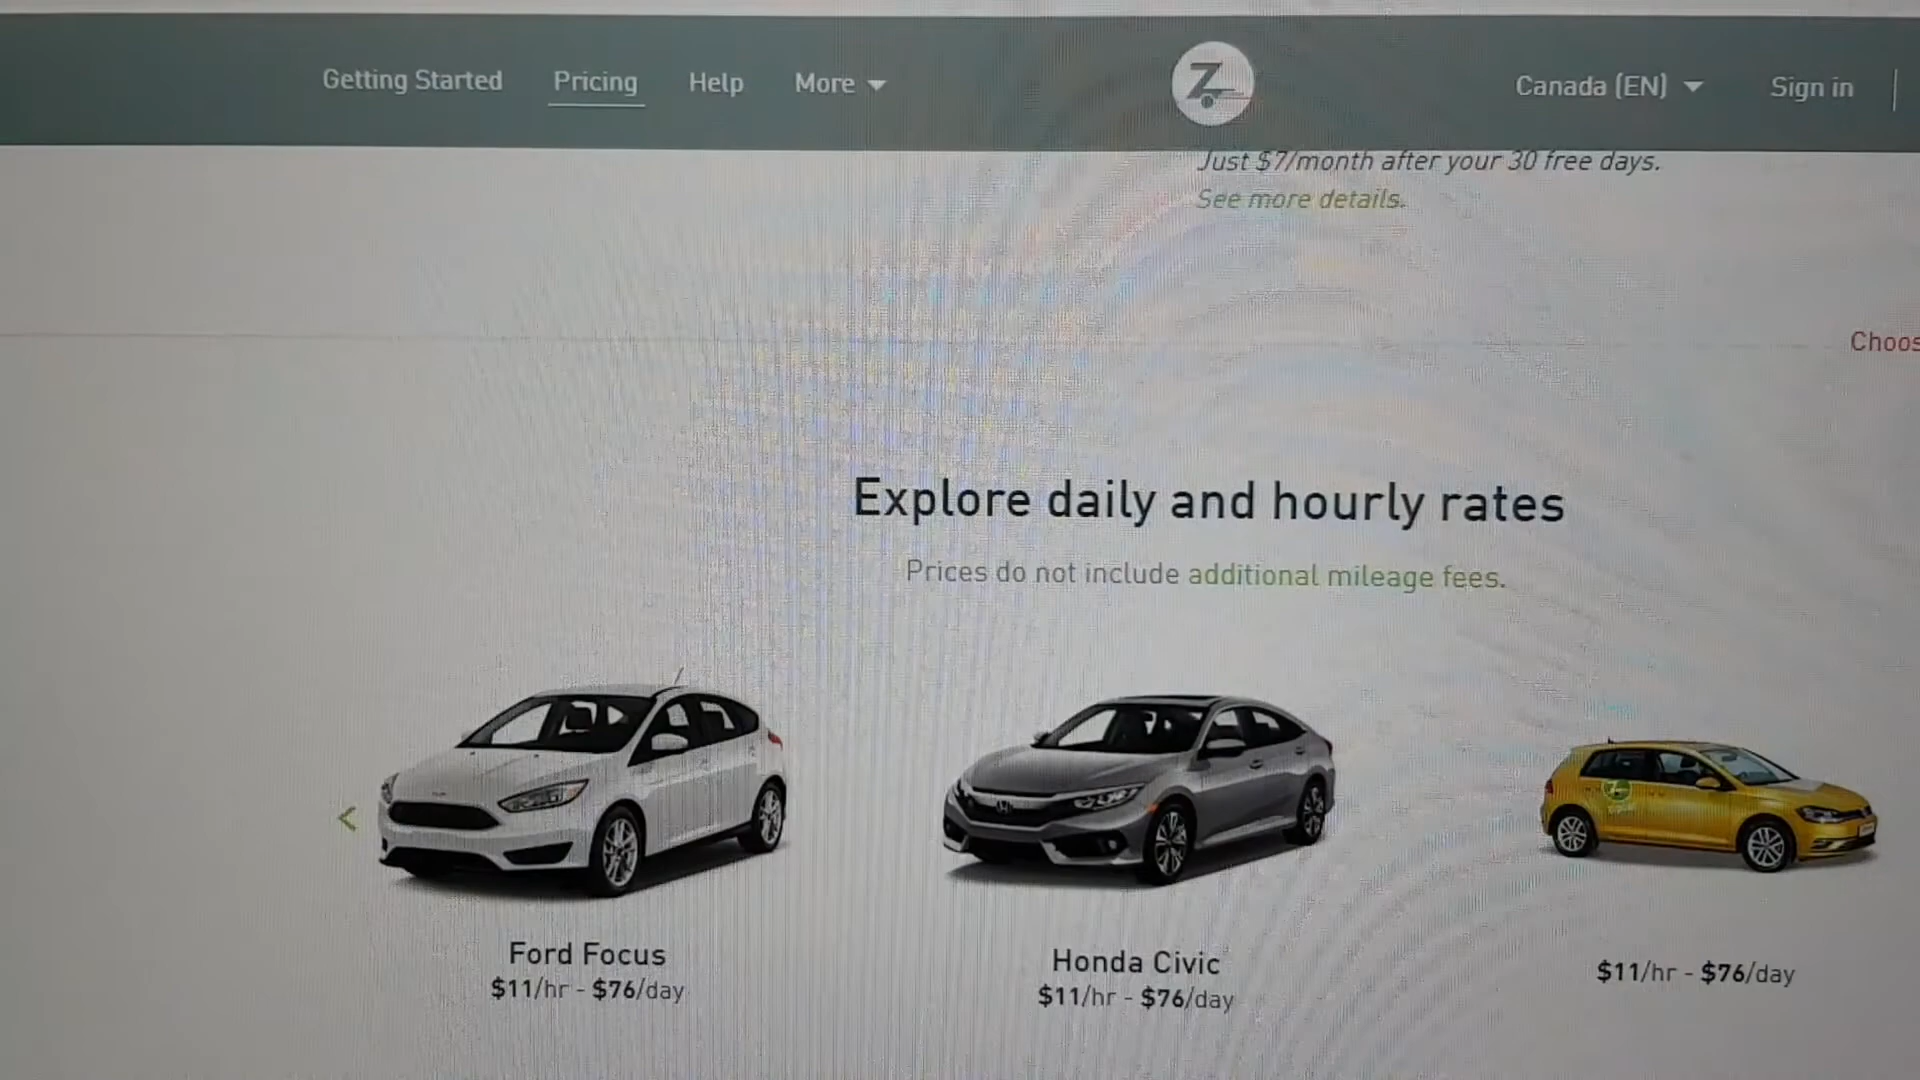 Getting Started
Pricing
Help
More
Z
Canada (EN)
Sign in
Just $7/month after your 30 free days.
See more details.
Choos
Explore daily and hourly rates
Prices do not include additional mileage fees.
Ford Focus
$11/hr - $76/day
Honda Civic
$11/hr - $76/day
$11/hr - $76/day